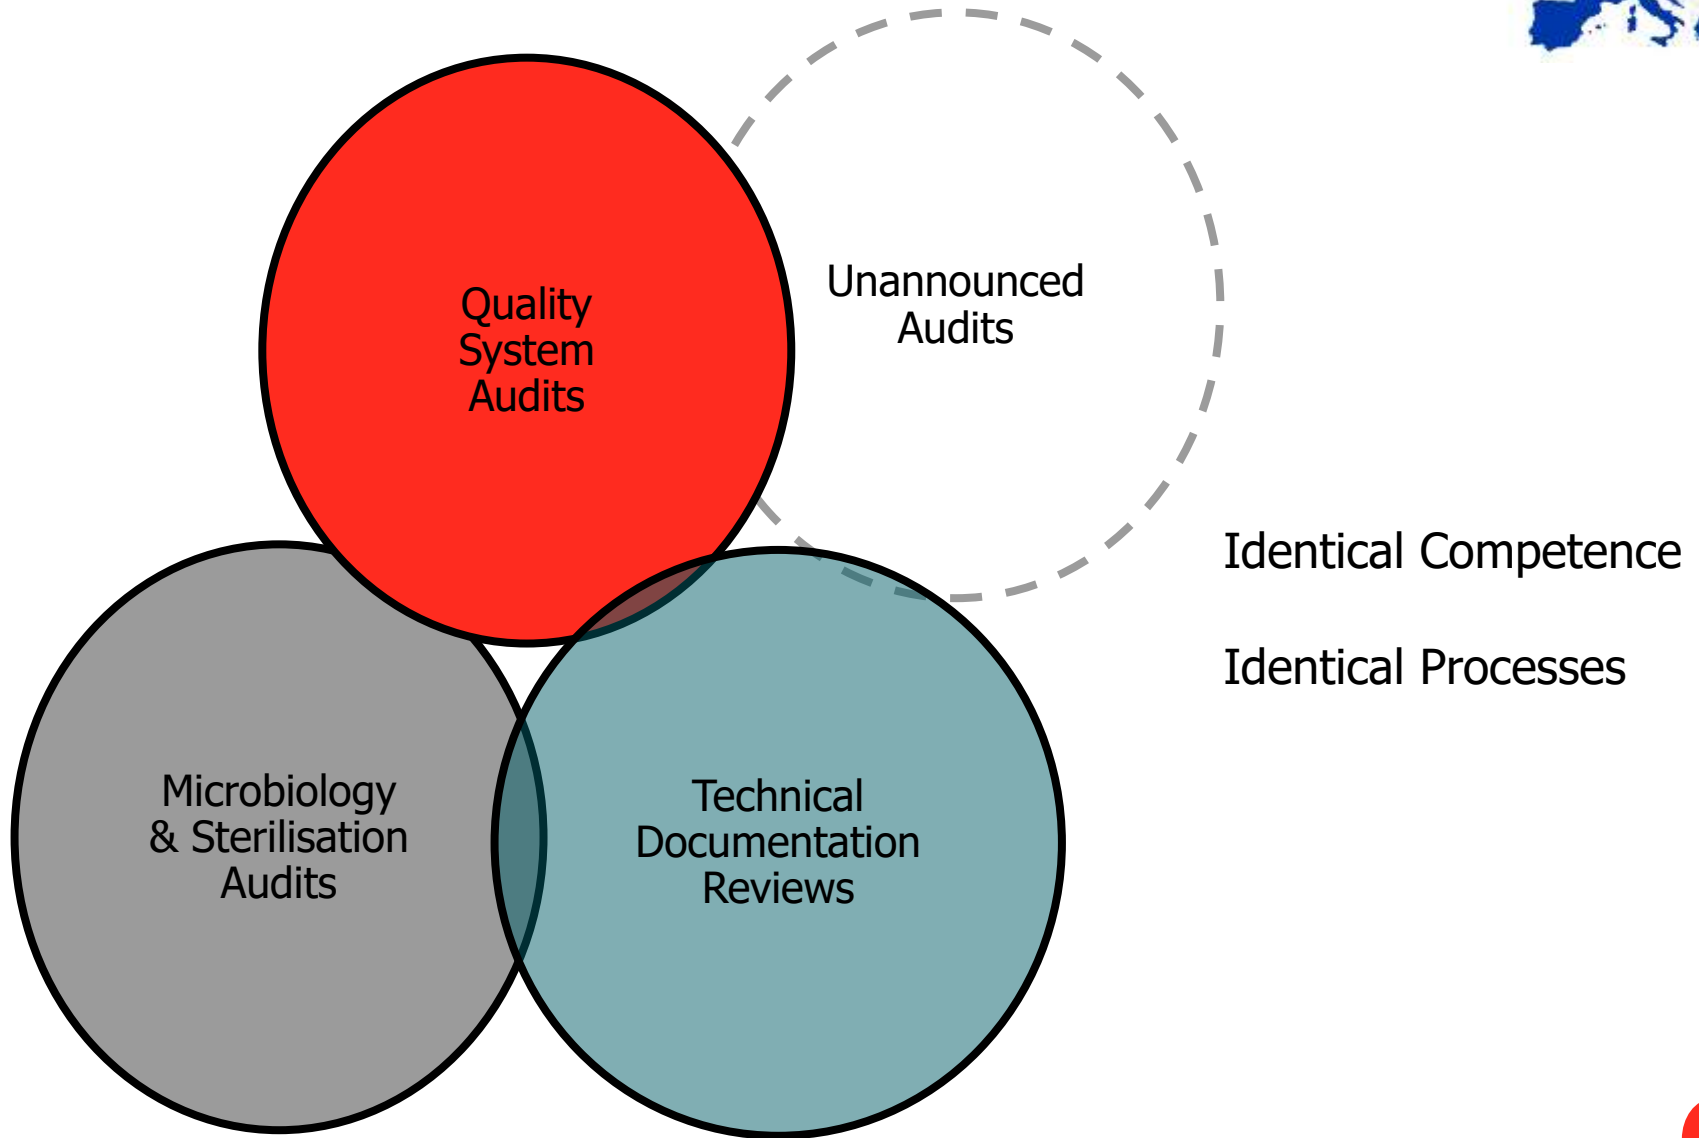 Quality
System
Audits
Unannounced
Audits
Identical Competence
Identical Processes
Microbiology
& Sterilisation
Audits
Technical
Documentation
Reviews